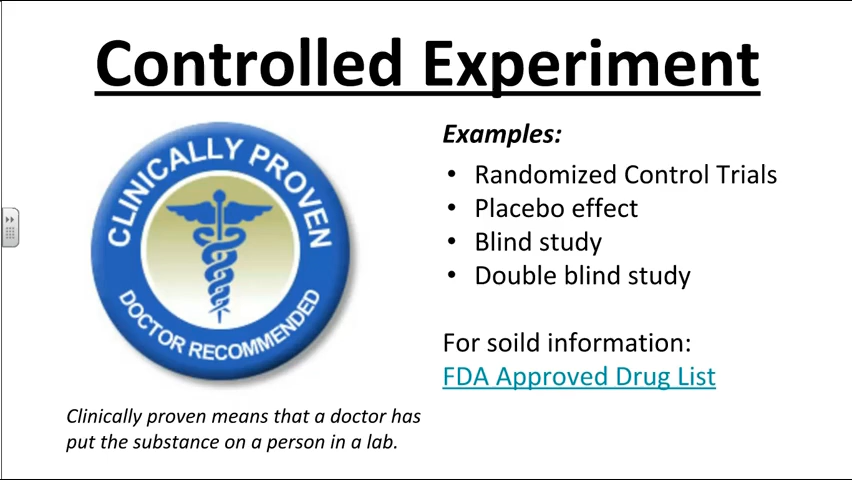 Controlled Experiment
CLINICALLY PROVEN
DOCTOR RECOMMENDED
Clinically proven means that a doctor has
put the substance on a person in a lab.
Examples:
• Randomized Control Trials
• Placebo effect
• Blind study
• Double blind study
For soild information:
FDA Approved Drug List